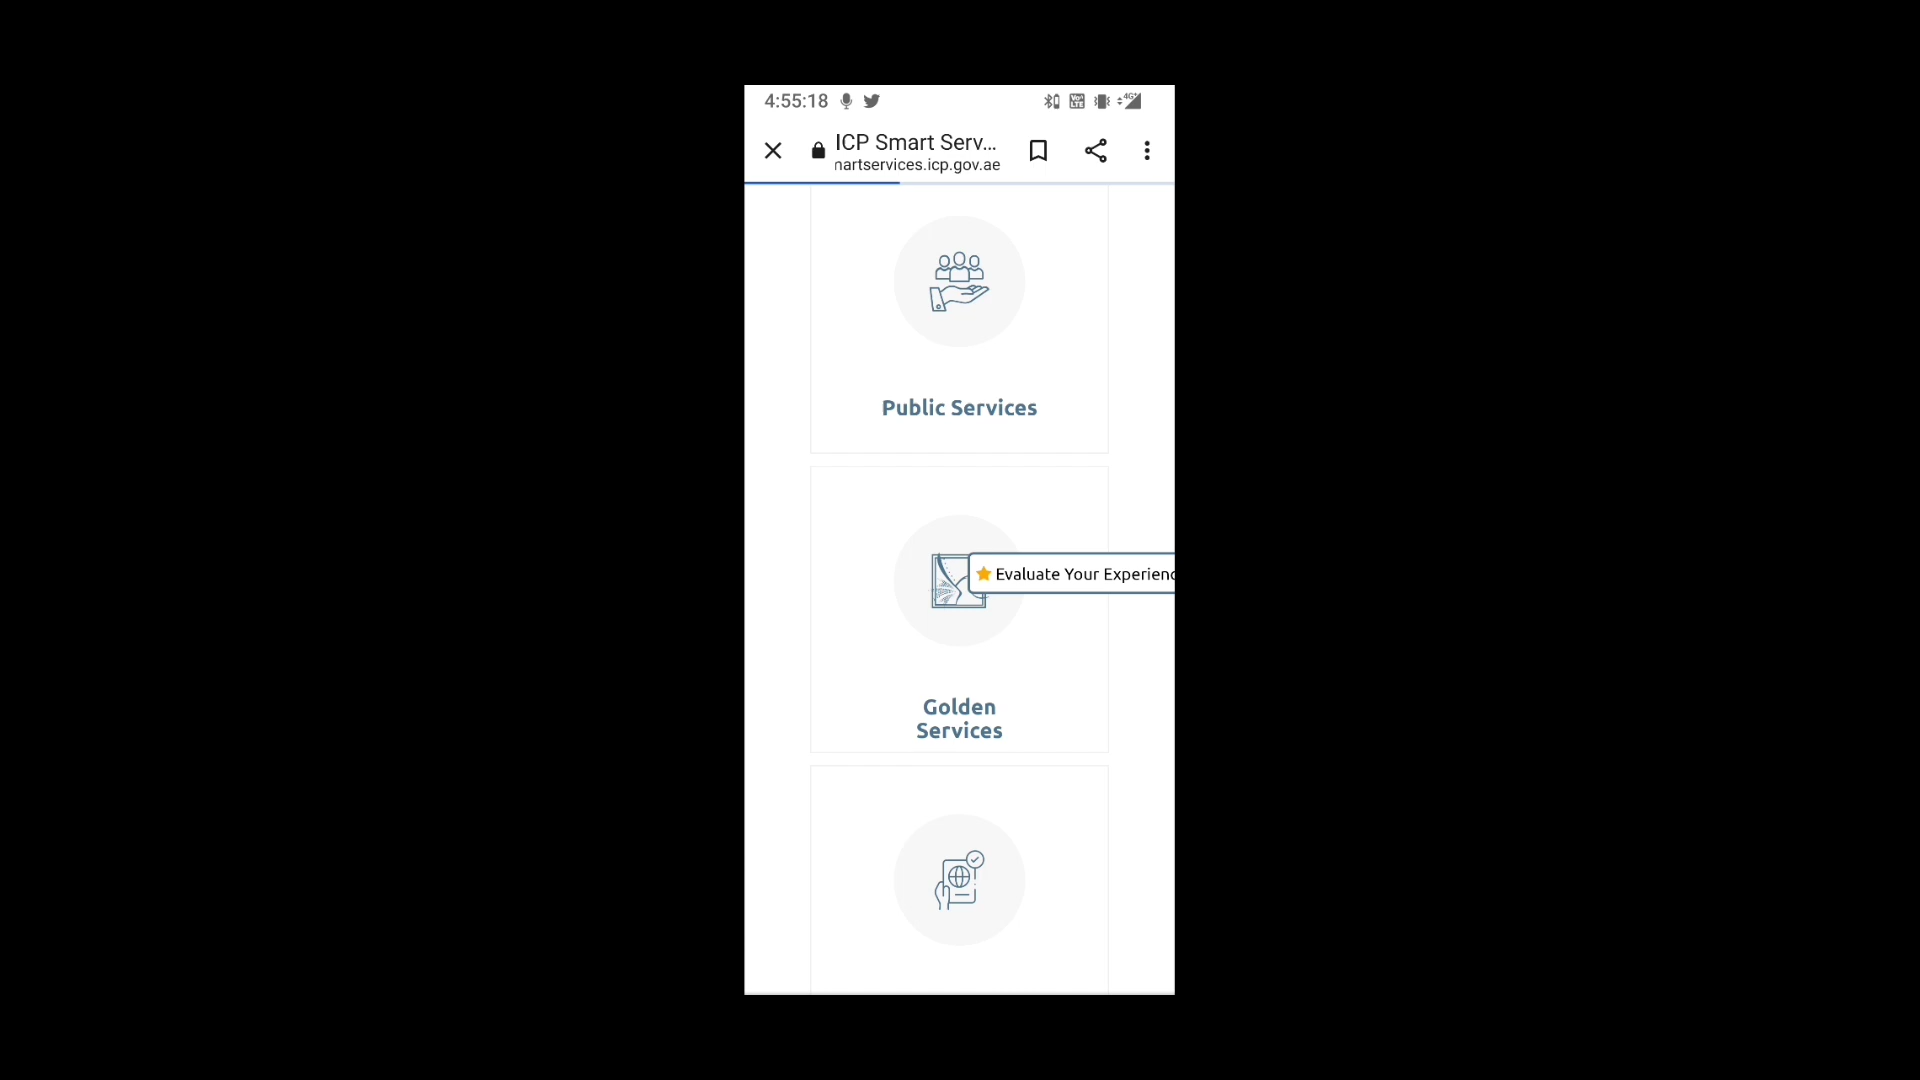 4:55:18
ICP Smart Serv...
nartservices.icp.gov.ae
Public Services
Evaluate Your Experienc
Golden
Services